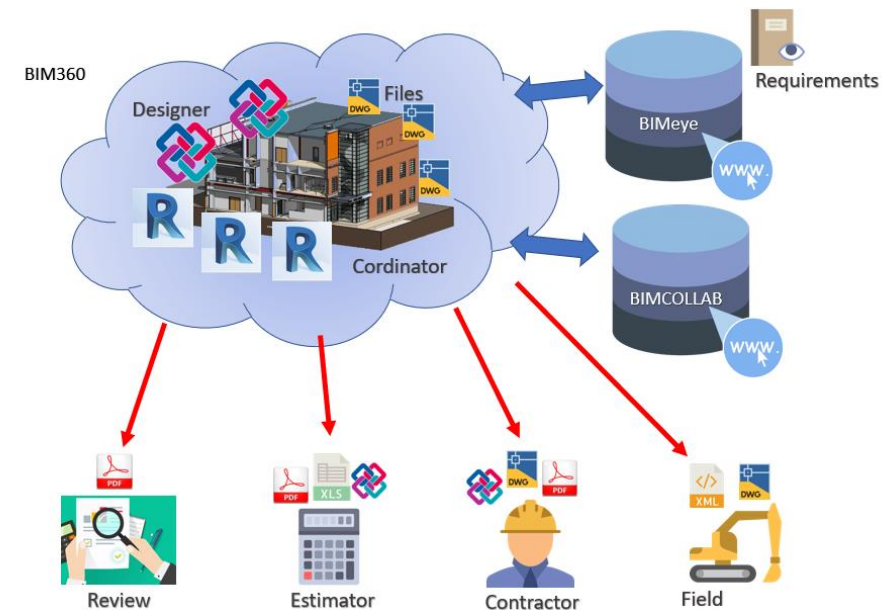 BIM360
Designer
Files
DWG
DWG
DWG
R
R
R
Cordinator
Requirements
BIMeye
www.
BIMCOLLAB
www.
PDF
PDF
XLS
DWG
PDF
</>
XML
DWG
Review
Estimator
Contractor
Field